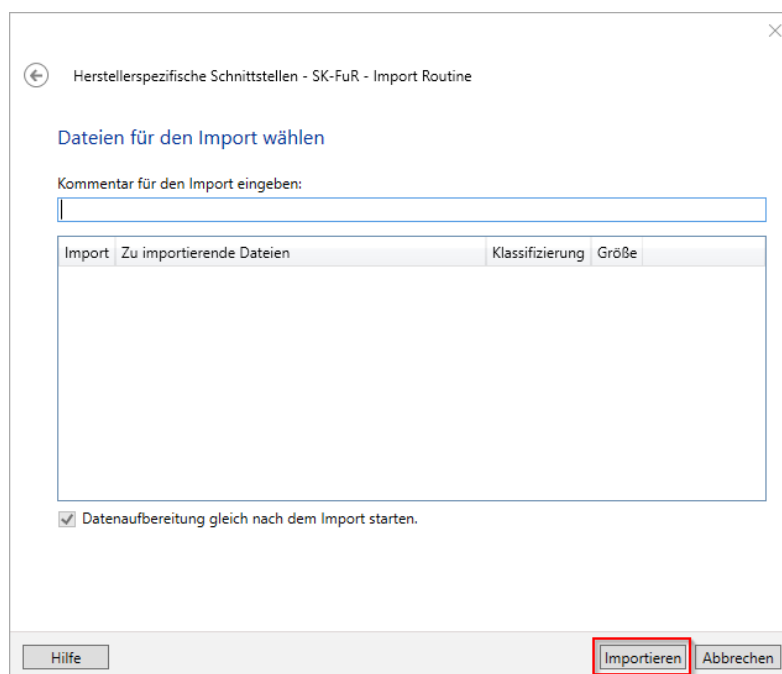 Herstellerspezifische Schnittstellen - SK-FuR - Import Routine
Dateien für den Import wählen
Kommentar für den Import eingeben:
Import Zu importierende Dateien Klassifizierung Größe
Datenaufbereitung gleich nach dem Import starten.
Hilfe Importieren Abbrechen